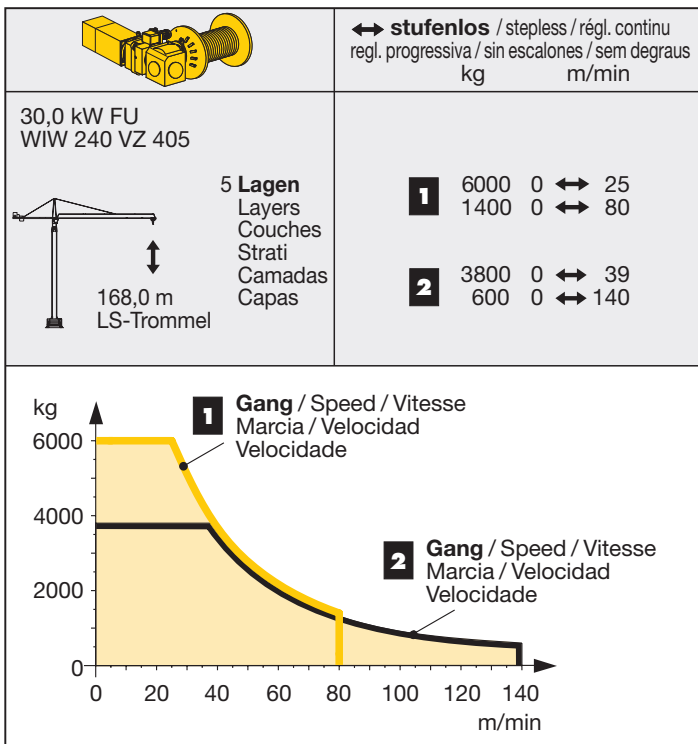 ↔ stufenlos / stepless / régl. continu
regl. progressiva / sin escalones / sem degraus
kg m/min
30,0 kW FU
WIW 240 VZ 405
5 Lagen
Layers
Couches
Strati
Camadas
Capas
168,0 m
LS-Trommel
1 6000 0 ↔ 25
1400 0 ↔ 80
2 3800 0 ↔ 39
600 0 ↔ 140
kg
1 Gang / Speed / Vitesse
Marcia / Velocidad
Velocidade
6000
4000
2000
0
2 Gang / Speed / Vitesse
Marcia / Velocidad
Velocidade
0 20 40 60 80 100 120 140
m/min